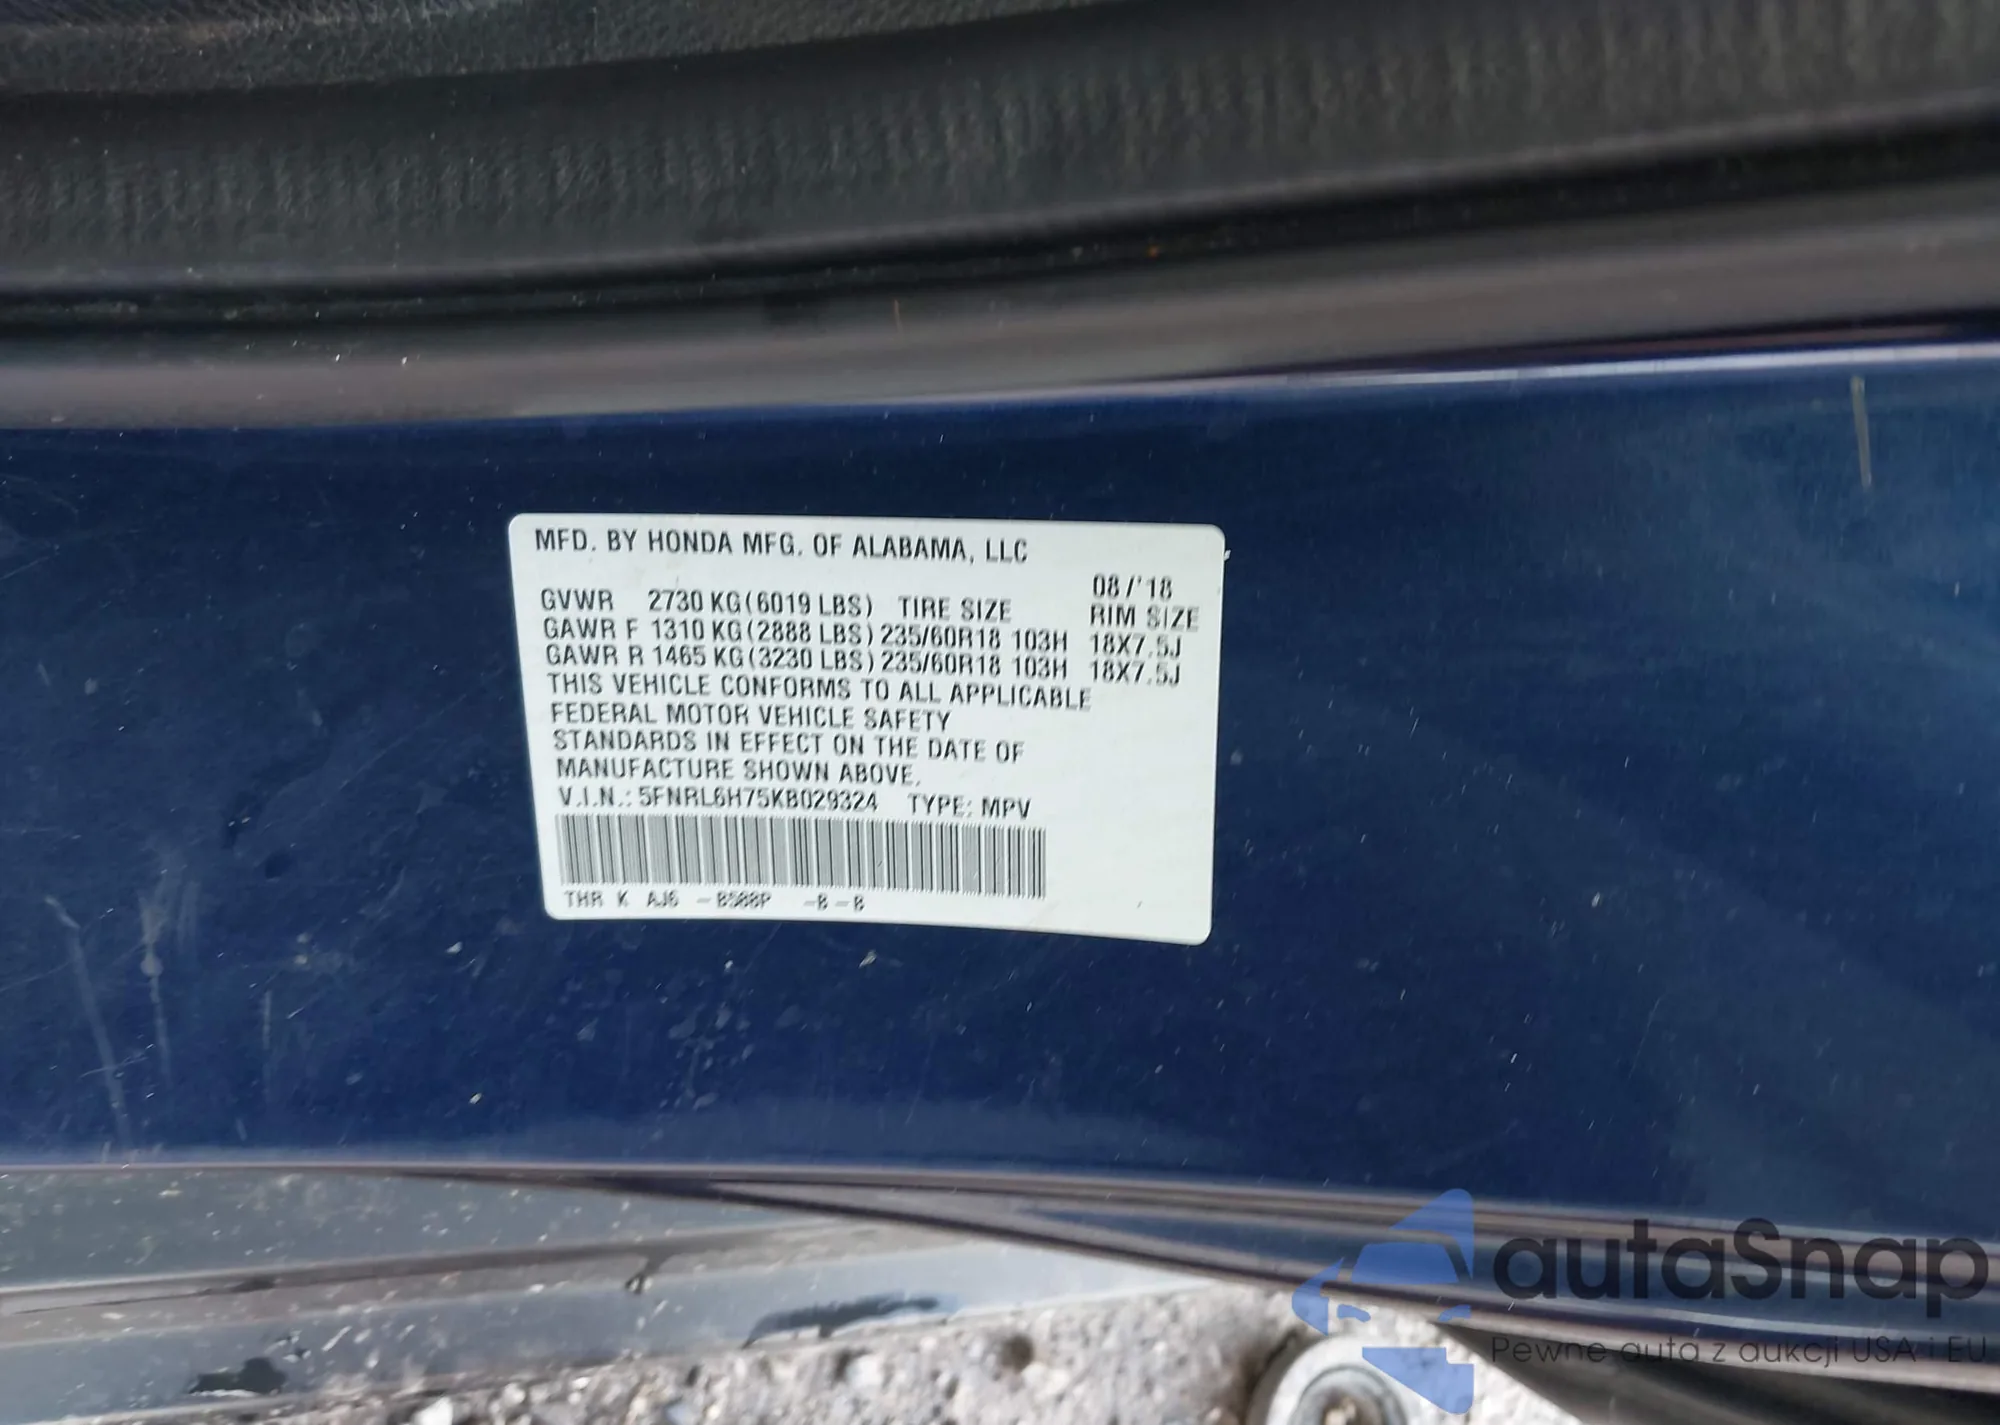 MFD. BY HONDA MFG. OF ALABAMA, LLC
08/'18
GVWR 2730 KG(6019 LBS) TIRE SIZE RIM SIZE
GAWR F 1310 KG(2888 LBS) 235/60R18 103H 18X7.5J
GAWR R 1465 KG(3230 LBS) 235/60R18 103H 18X7.5J
THIS VEHICLE CONFORMS TO ALL APPLICABLE
FEDERAL MOTOR VEHICLE SAFETY
STANDARDS IN EFFECT ON THE DATE OF
MANUFACTURE SHOWN ABOVE.
V.I.N.: 5FNRL6H75KB029324 TYPE: MPV
THR K AJ6 -B588P -B-B
autaSnap
Pewne auta z aukcji USA i EU